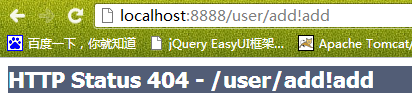 localhost:8888/user/add!add
百度一下，你就知道 jQuery EasyUI框架... Apache Tomcat/
HTTP Status 404 - /user/add!add